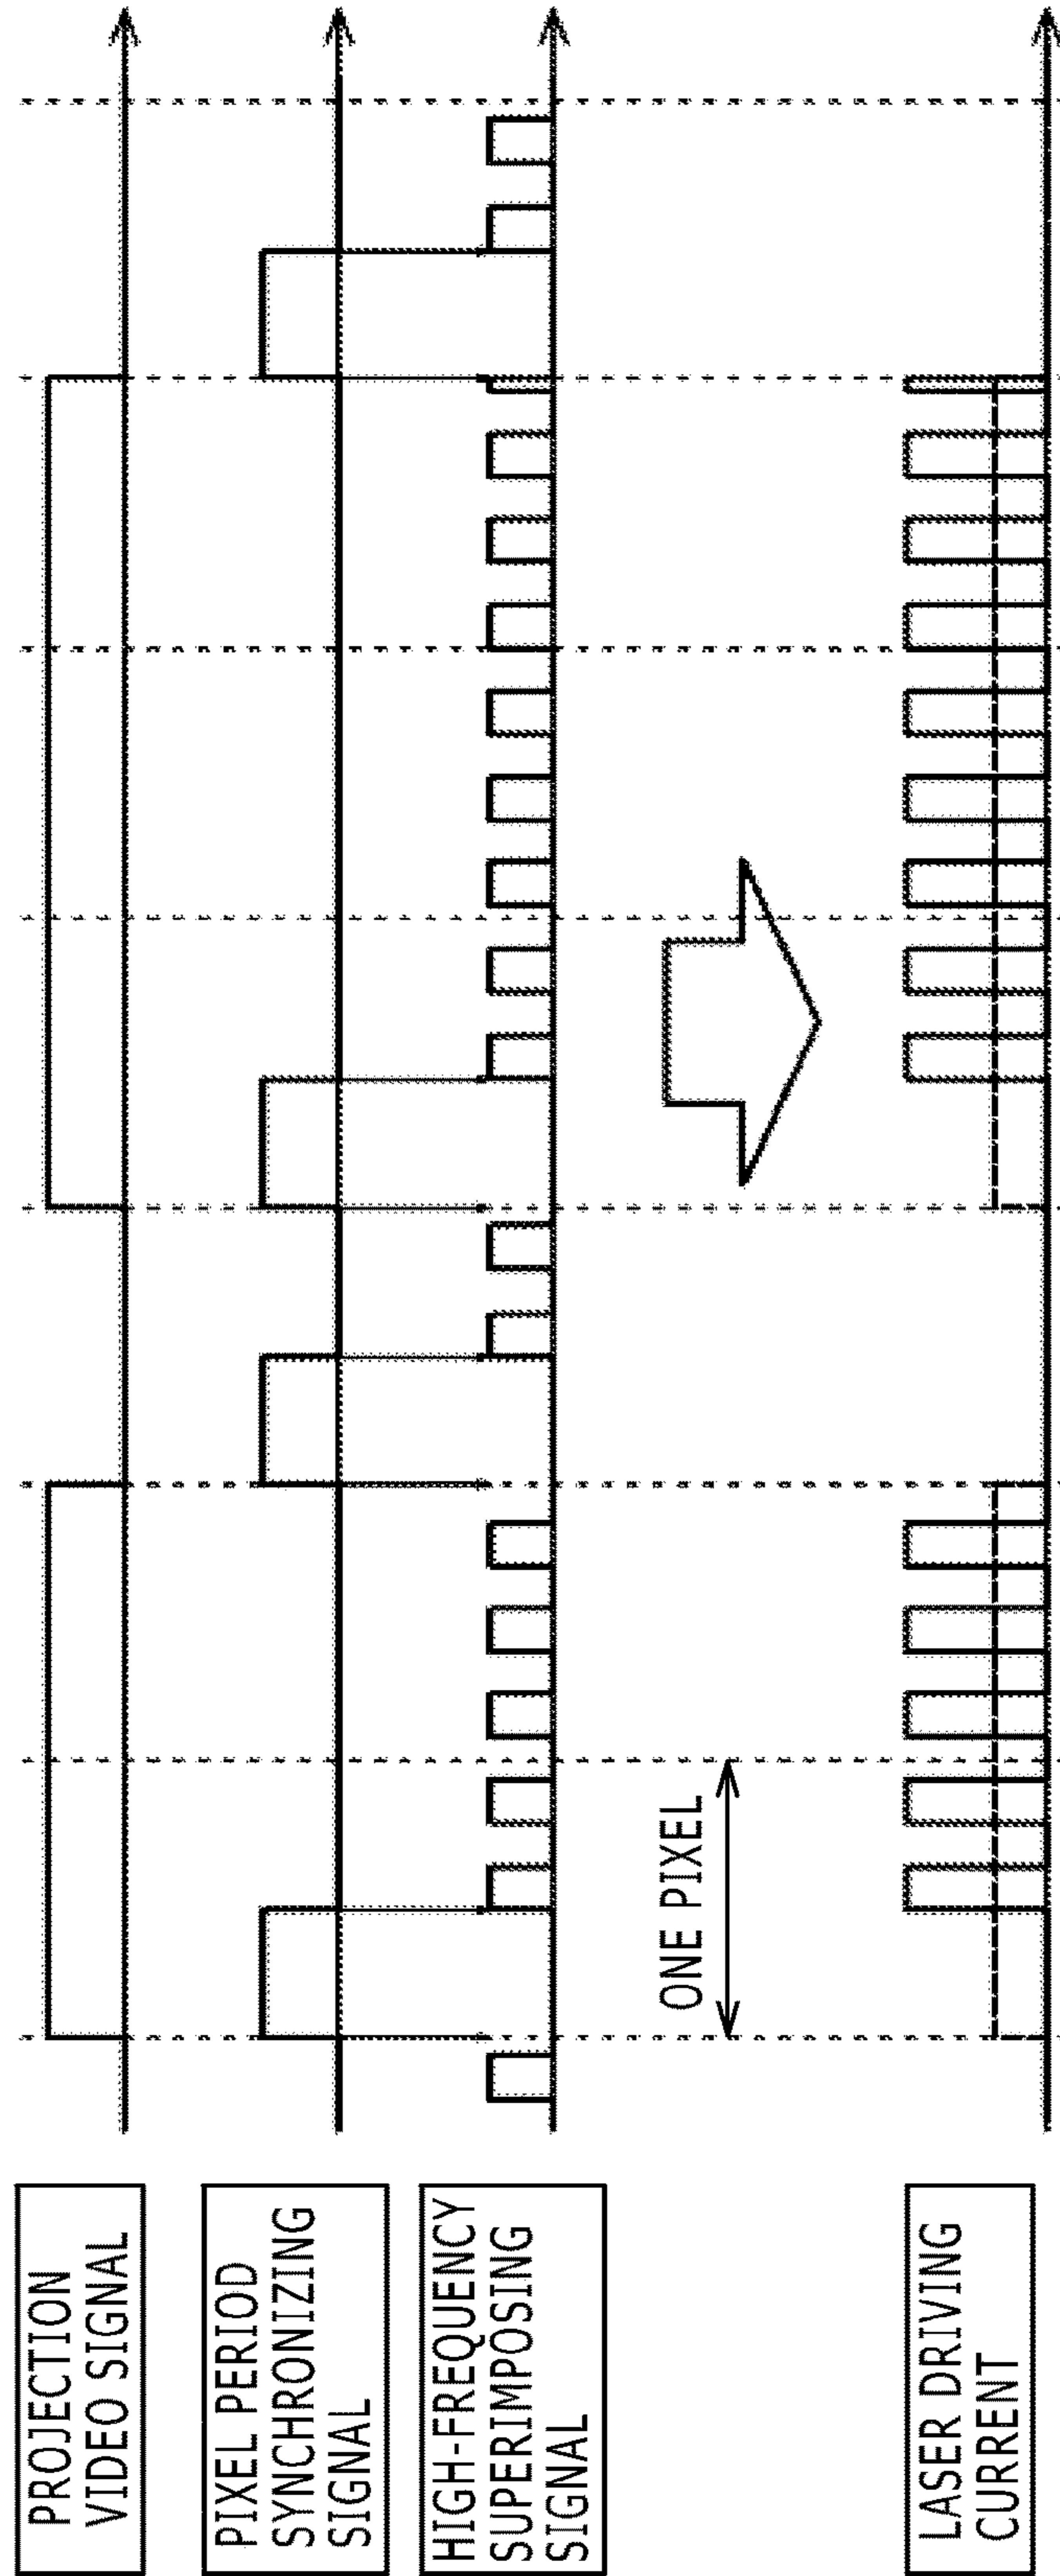 PROJECTION
VIDEO SIGNAL
PIXEL PERIOD
SYNCHRONIZING
SIGNAL
HIGH-FREQUENCY
SUPERIMPOSING
SIGNAL
ONE PIXEL
LASER DRIVING
CURRENT